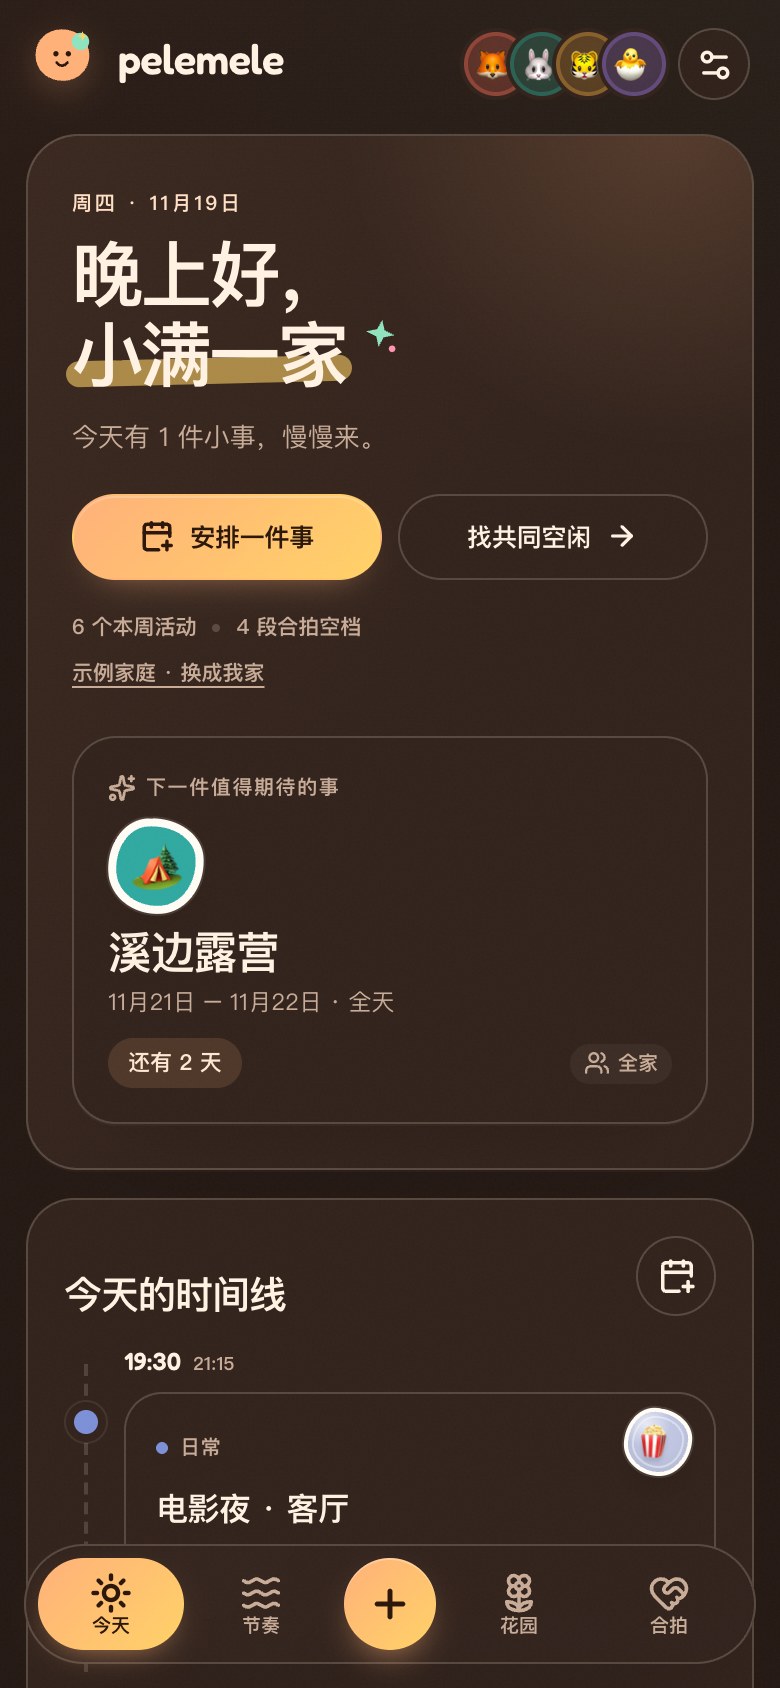 pelemele
周四 · 11月19日
晚上好，
小满一家
今天有 1 件小事，慢慢来。
安排一件事
找共同空闲
6 个本周活动 • 4 段合拍空档
示例家庭 · 换成我家
下一件值得期待的事
溪边露营
11月21日 — 11月22日 · 全天
还有 2 天
全家
今天的时间线
19:30 21:15
日常
电影夜 · 客厅
今天
节奏
花园
合拍